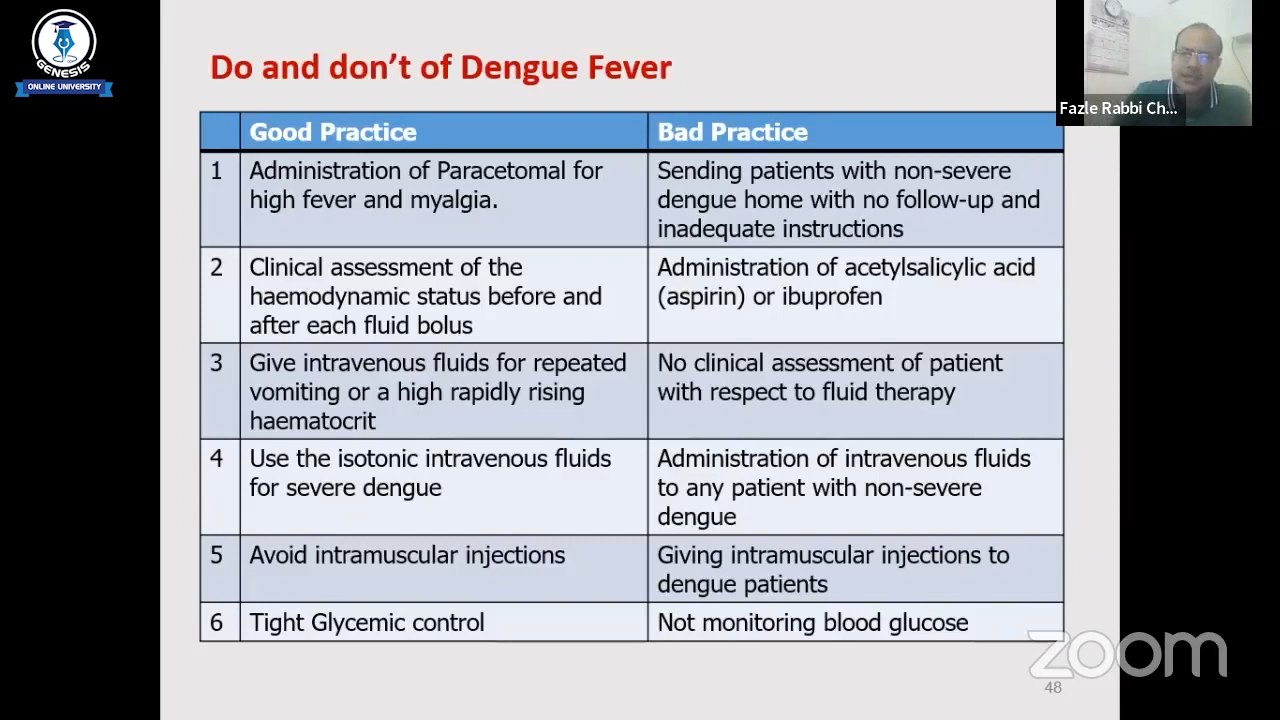 GENESIS
ONLINE UNIVERSITY
Do and don't of Dengue Fever
Fazle Rabbi Ch...
Good Practice
Bad Practice
1
Administration of Paracetomal for
high fever and myalgia.
Sending patients with non-severe
dengue home with no follow-up and
inadequate instructions
2
Clinical assessment of the
haemodynamic status before and
after each fluid bolus
Administration of acetylsalicylic acid
(aspirin) or ibuprofen
3
Give intravenous fluids for repeated
vomiting or a high rapidly rising
haematocrit
No clinical assessment of patient
with respect to fluid therapy
4
Use the isotonic intravenous fluids
for severe dengue
Administration of intravenous fluids
to any patient with non-severe
dengue
5
Avoid intramuscular injections
Giving intramuscular injections to
dengue patients
6
Tight Glycemic control
Not monitoring blood glucose
zoom
48